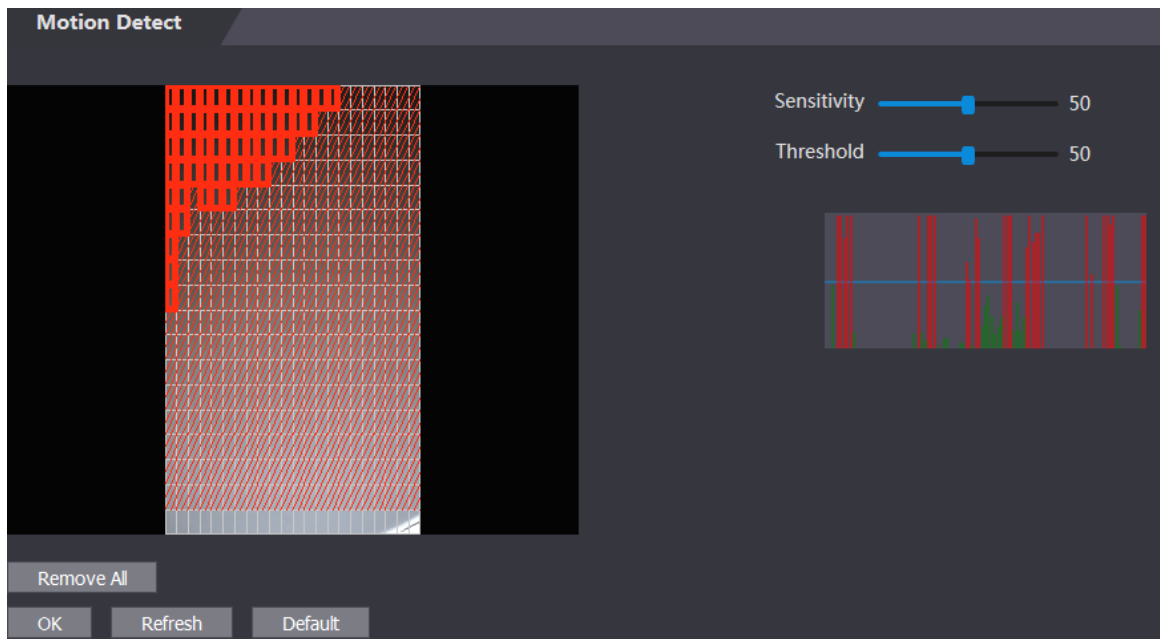 Motion Detect
Sensitivity 50
Threshold 50
Remove All
OK Refresh Default